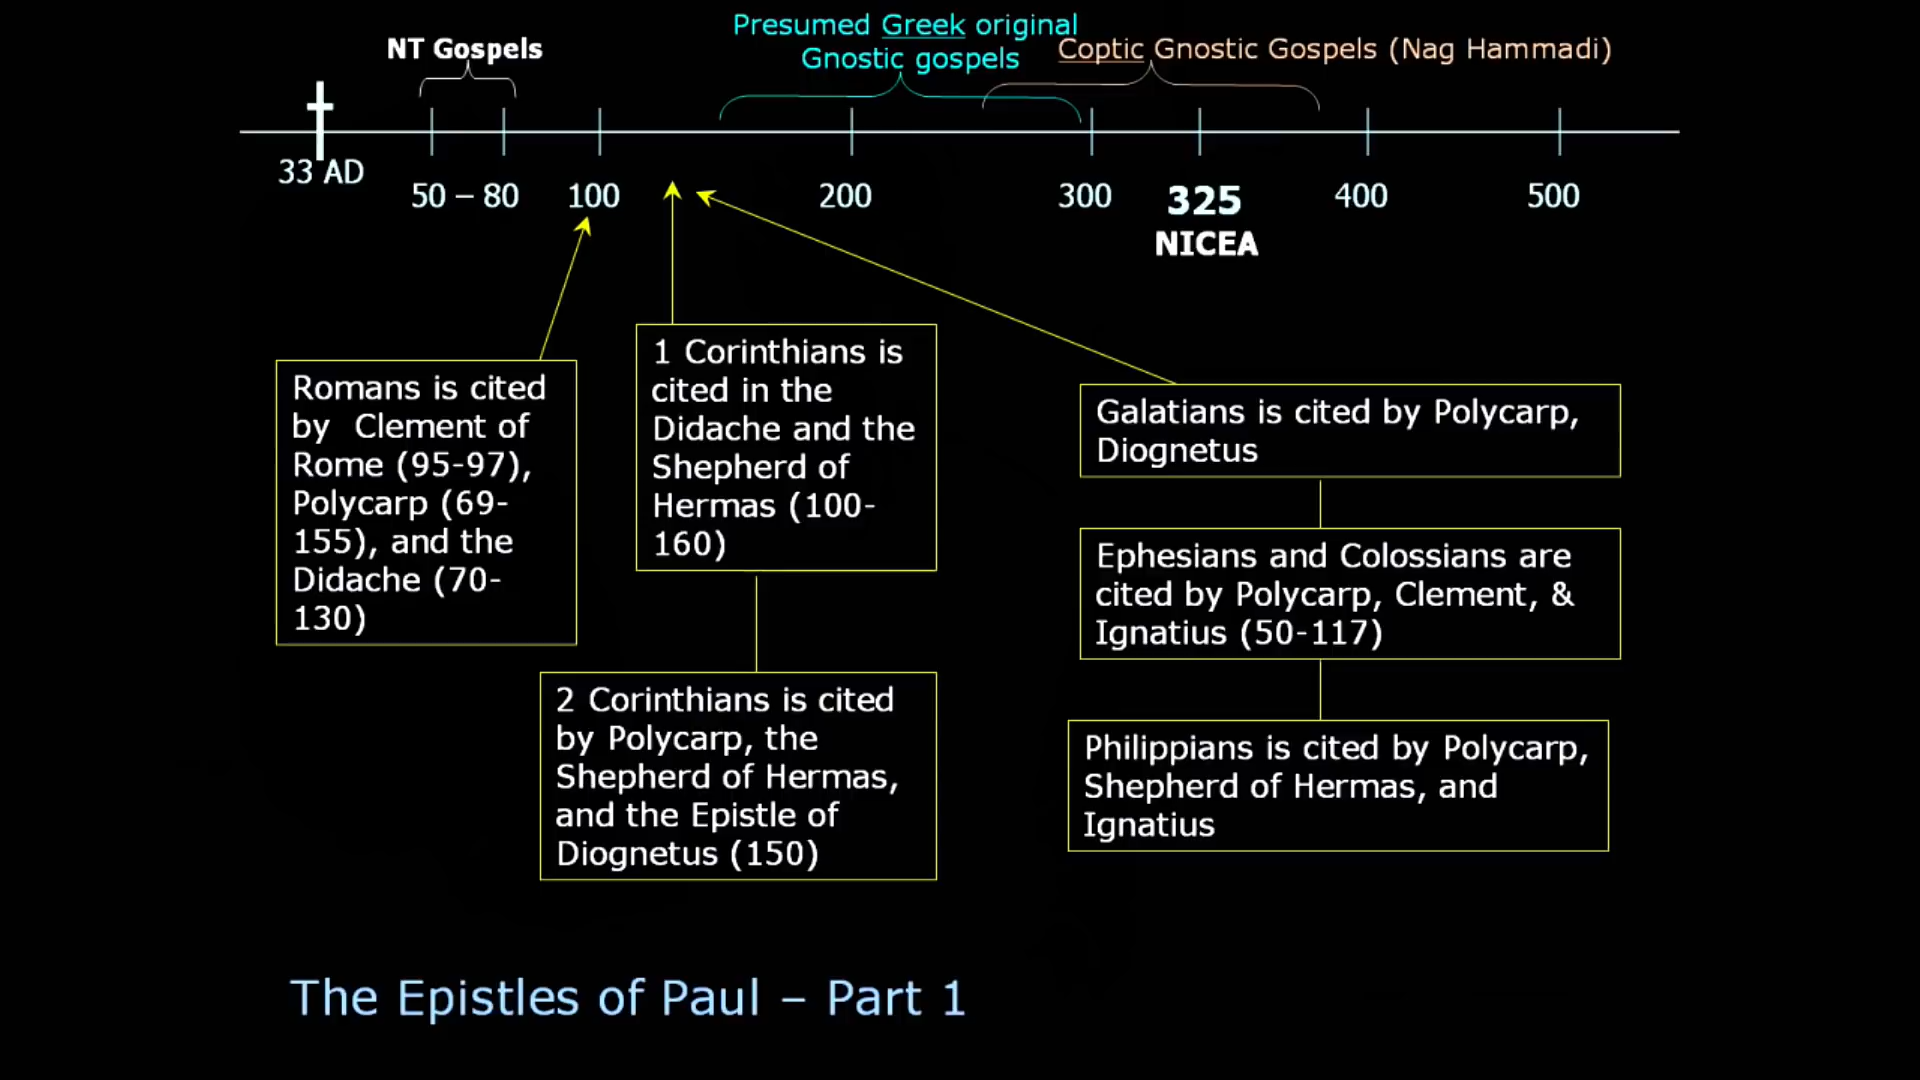 Presumed Greek original
Gnostic gospels
NT Gospels
Coptic Gnostic Gospels (Nag Hammadi)
33 AD
50 – 80
100
200
300
325
NICEA
400
500
Romans is cited
by Clement of
Rome (95-97),
Polycarp (69-
155), and the
Didache (70-
130)
1 Corinthians is
cited in the
Didache and the
Shepherd of
Hermas (100-
160)
2 Corinthians is cited
by Polycarp, the
Shepherd of Hermas,
and the Epistle of
Diognetus (150)
Galatians is cited by Polycarp,
Diognetus
Ephesians and Colossians are
cited by Polycarp, Clement, &
Ignatius (50-117)
Philippians is cited by Polycarp,
Shepherd of Hermas, and
Ignatius
The Epistles of Paul – Part 1